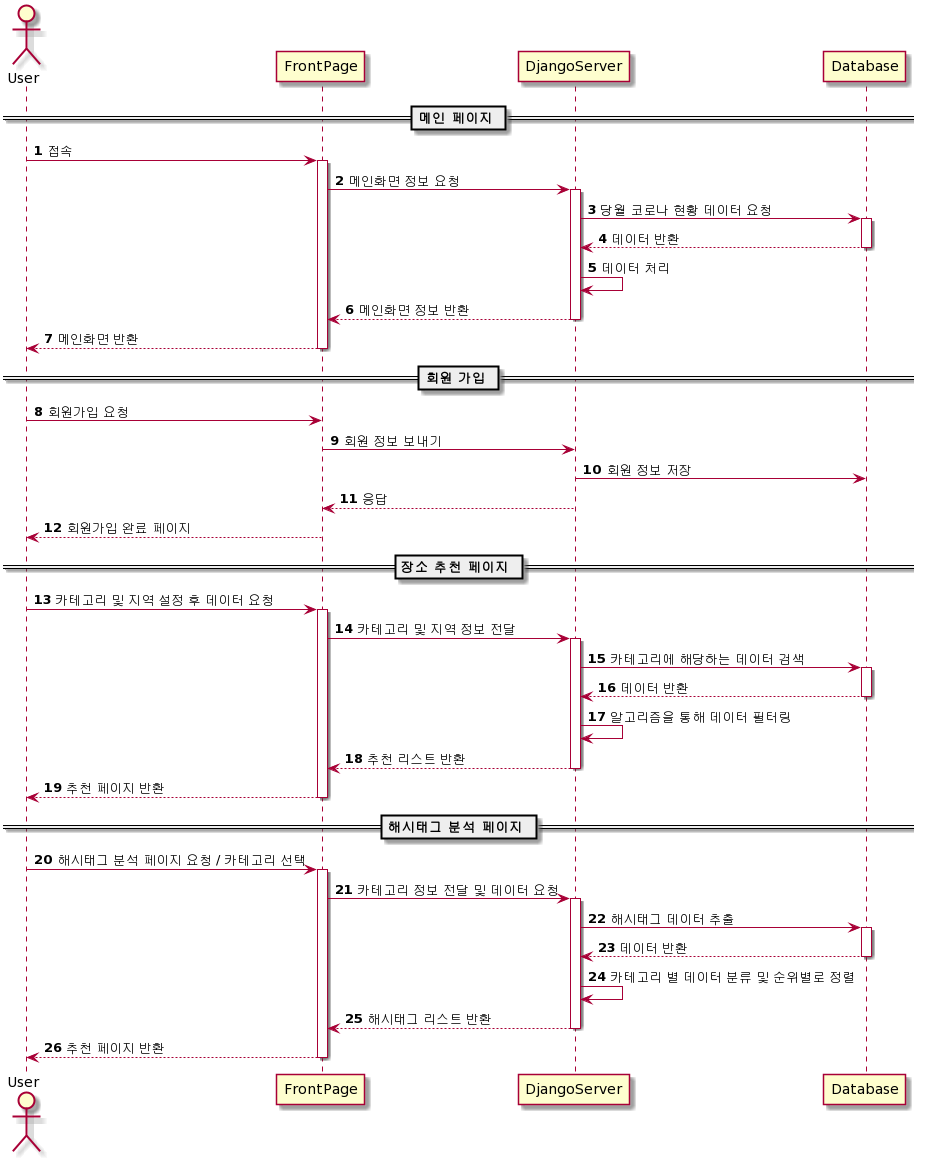 User
FrontPage
DjangoServer
Database
메인 페이지
1 접속
2 메인화면 정보 요청
3 당월 코로나 현황 데이터 요청
4 데이터 반환
5 데이터 처리
6 메인화면 정보 반환
7 메인화면 반환
회원 가입
8 회원가입 요청
9 회원 정보 보내기
10 회원 정보 저장
11 응답
12 회원가입 완료 페이지
장소 추천 페이지
13 카테고리 및 지역 설정 후 데이터 요청
14 카테고리 및 지역 정보 전달
15 카테고리에 해당하는 데이터 검색
16 데이터 반환
17 알고리즘을 통해 데이터 필터링
18 추천 리스트 반환
19 추천 페이지 반환
해시태그 분석 페이지
20 해시태그 분석 페이지 요청 / 카테고리 선택
21 카테고리 정보 전달 및 데이터 요청
22 해시태그 데이터 추출
23 데이터 반환
24 카테고리 별 데이터 분류 및 순위별로 정렬
25 해시태그 리스트 반환
26 추천 페이지 반환
User
FrontPage
DjangoServer
Database